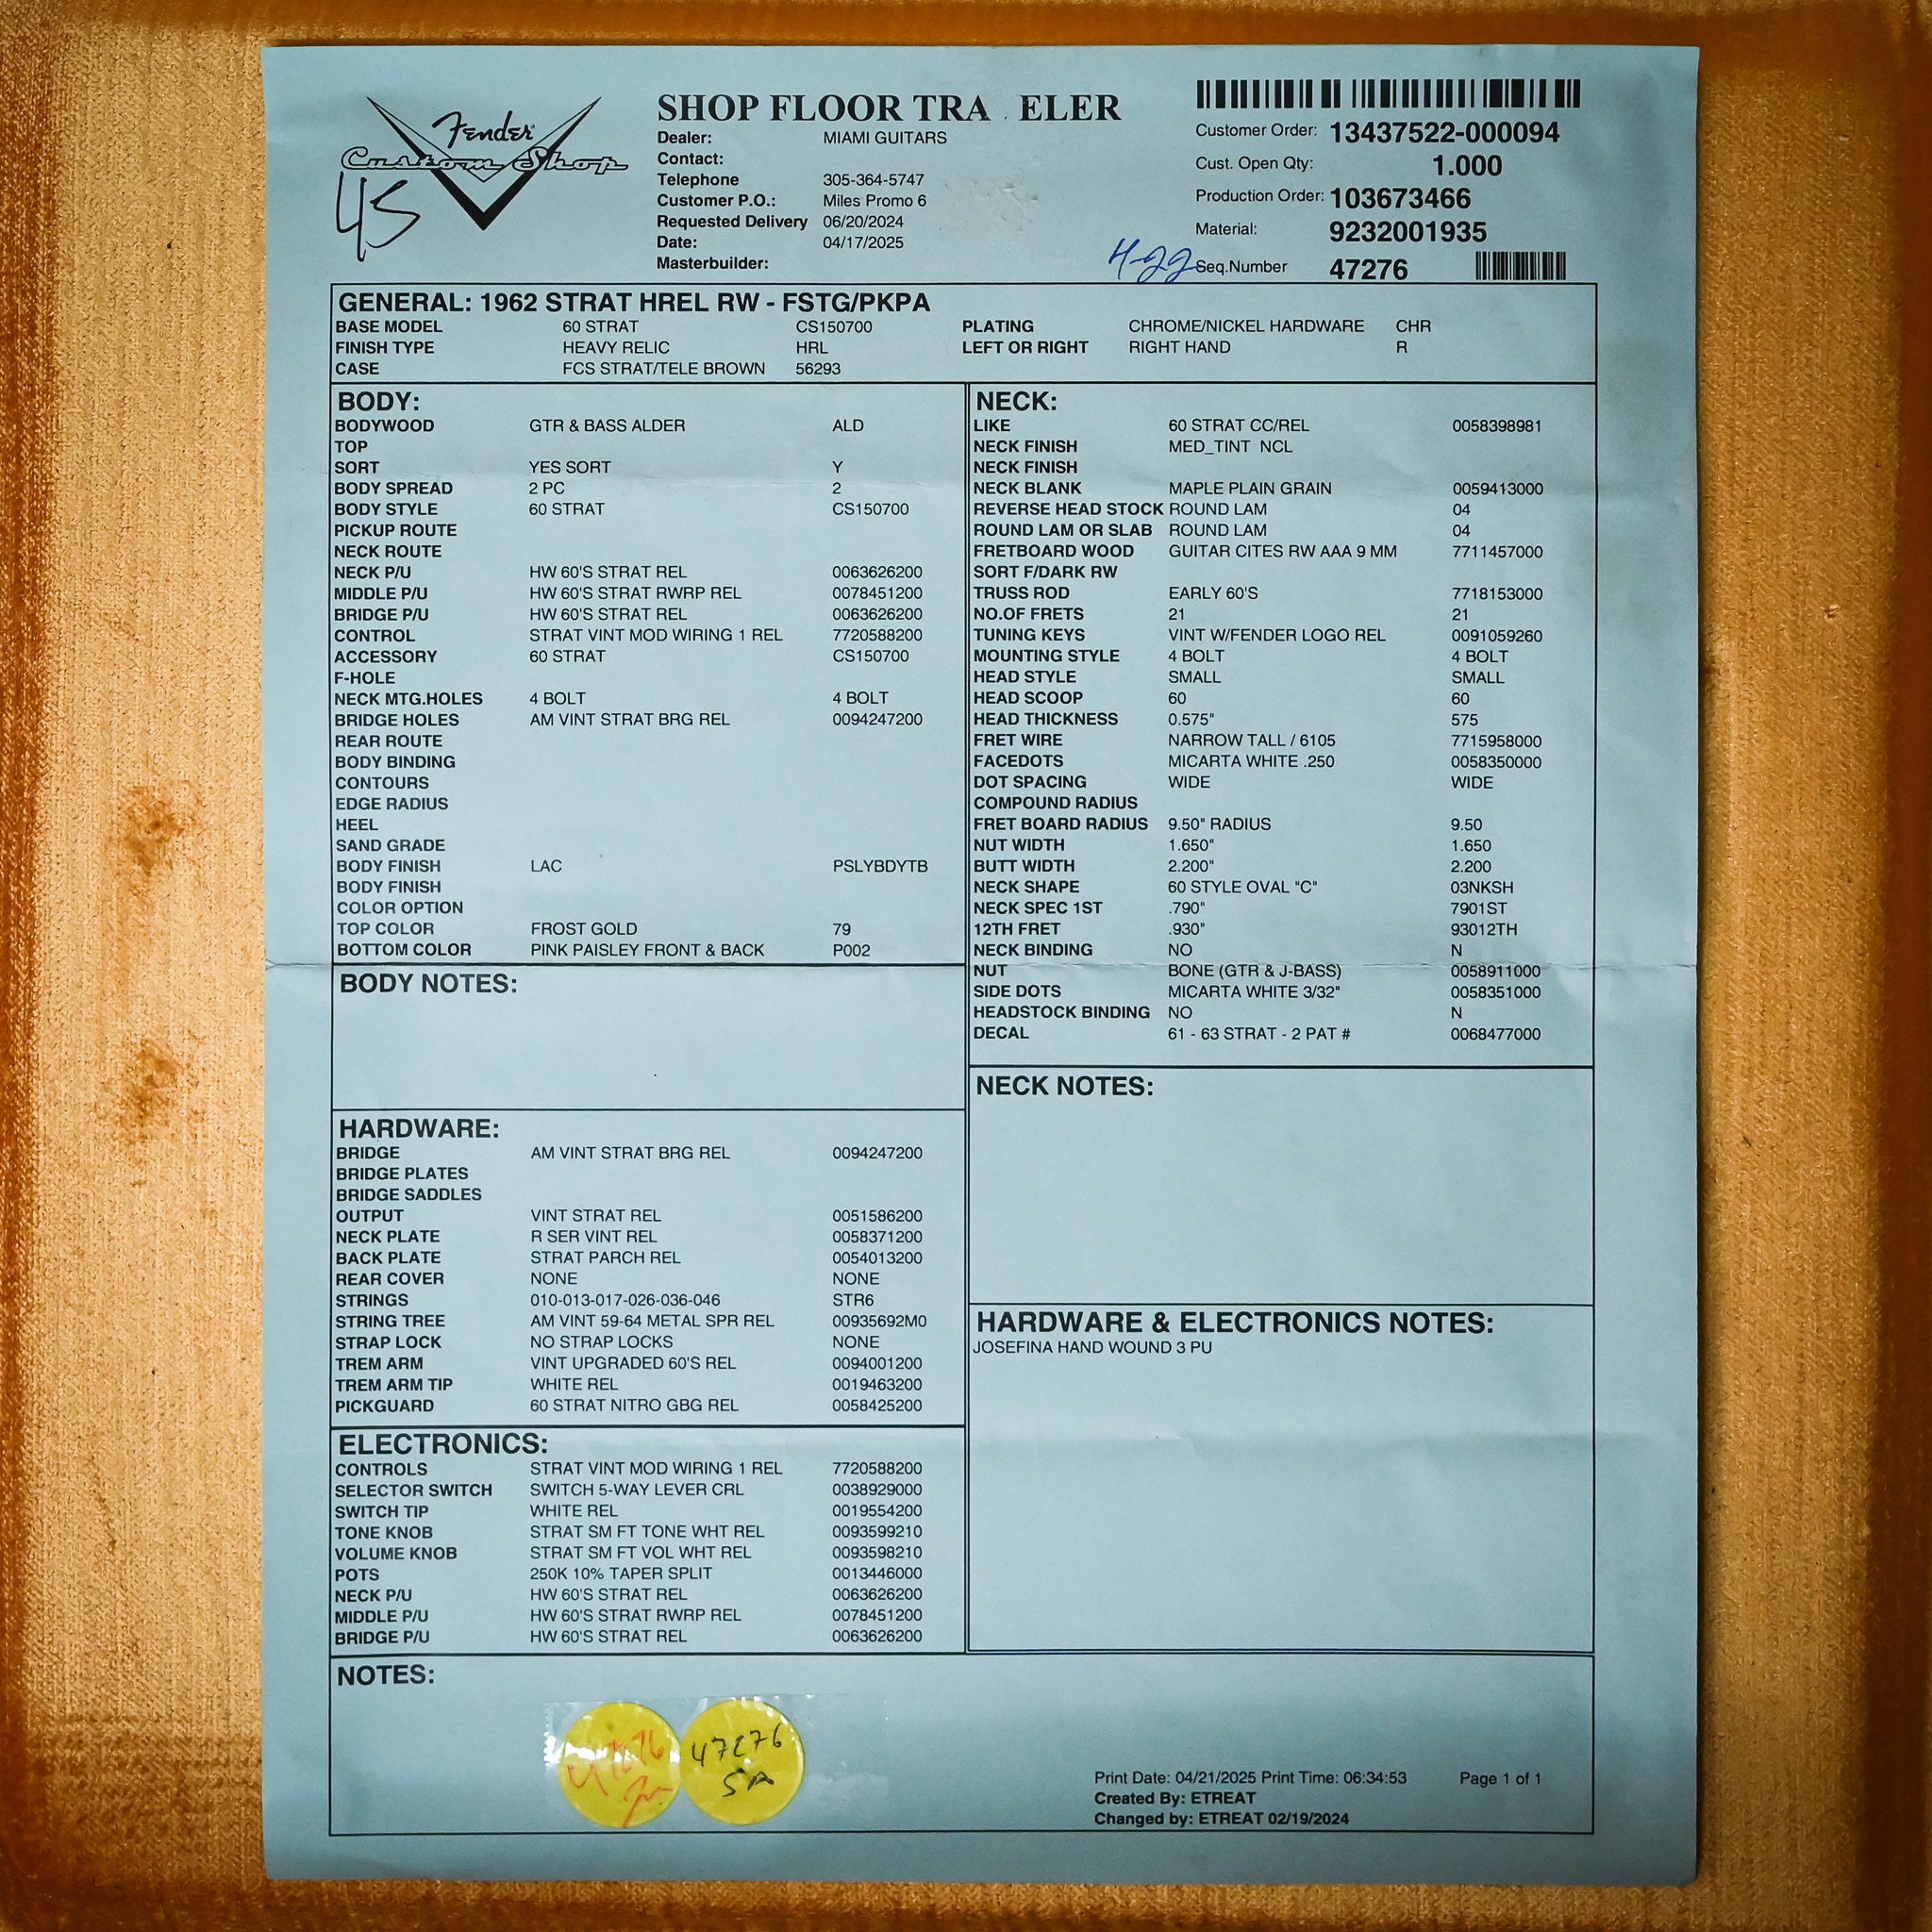 Fender
Custom Shop
45
SHOP FLOOR TRA ELER
Dealer: MIAMI GUITARS
Contact:
Telephone 305-364-5747
Customer P.O.: Miles Promo 6
Requested Delivery 06/20/2024
Date: 04/17/2025
Masterbuilder:
Customer Order: 13437522-000094
Cust. Open Qty: 1.000
Production Order: 103673466
Material: 9232001935
4-22 Seq.Number 47276
GENERAL: 1962 STRAT HREL RW - FSTG/PKPA
BASE MODEL 60 STRAT CS150700 PLATING CHROME/NICKEL HARDWARE CHR
FINISH TYPE HEAVY RELIC HRL LEFT OR RIGHT RIGHT HAND R
CASE FCS STRAT/TELE BROWN 56293
BODY:
BODYWOOD GTR & BASS ALDER ALD
TOP
SORT YES SORT Y
BODY SPREAD 2 PC 2
BODY STYLE 60 STRAT CS150700
PICKUP ROUTE
NECK ROUTE
NECK P/U HW 60'S STRAT REL 0063626200
MIDDLE P/U HW 60'S STRAT RWRP REL 0078451200
BRIDGE P/U HW 60'S STRAT REL 0063626200
CONTROL STRAT VINT MOD WIRING 1 REL 7720588200
ACCESSORY 60 STRAT CS150700
F-HOLE
NECK MTG.HOLES 4 BOLT 4 BOLT
BRIDGE HOLES AM VINT STRAT BRG REL 0094247200
REAR ROUTE
BODY BINDING
CONTOURS
EDGE RADIUS
HEEL
SAND GRADE
BODY FINISH LAC PSLYBDYTB
BODY FINISH
COLOR OPTION
TOP COLOR FROST GOLD 79
BOTTOM COLOR PINK PAISLEY FRONT & BACK P002
BODY NOTES:
HARDWARE:
BRIDGE AM VINT STRAT BRG REL 0094247200
BRIDGE PLATES
BRIDGE SADDLES
OUTPUT VINT STRAT REL 0051586200
NECK PLATE R SER VINT REL 0058371200
BACK PLATE STRAT PARCH REL 0054013200
REAR COVER NONE NONE
STRINGS 010-013-017-026-036-046 STR6
STRING TREE AM VINT 59-64 METAL SPR REL 00935692M0
STRAP LOCK NO STRAP LOCKS NONE
TREM ARM VINT UPGRADED 60'S REL 0094001200
TREM ARM TIP WHITE REL 0019463200
PICKGUARD 60 STRAT NITRO GBG REL 0058425200
ELECTRONICS:
CONTROLS STRAT VINT MOD WIRING 1 REL 7720588200
SELECTOR SWITCH SWITCH 5-WAY LEVER CRL 0038929000
SWITCH TIP WHITE REL 0019554200
TONE KNOB STRAT SM FT TONE WHT REL 0093599210
VOLUME KNOB STRAT SM FT VOL WHT REL 0093598210
POTS 250K 10% TAPER SPLIT 0013446000
NECK P/U HW 60'S STRAT REL 0063626200
MIDDLE P/U HW 60'S STRAT RWRP REL 0078451200
BRIDGE P/U HW 60'S STRAT REL 0063626200
NECK:
LIKE 60 STRAT CC/REL 0058398981
NECK FINISH MED_TINT NCL
NECK FINISH
NECK BLANK MAPLE PLAIN GRAIN 0059413000
REVERSE HEAD STOCK ROUND LAM 04
ROUND LAM OR SLAB ROUND LAM 04
FRETBOARD WOOD GUITAR CITES RW AAA 9 MM 7711457000
SORT F/DARK RW
TRUSS ROD EARLY 60'S 7718153000
NO.OF FRETS 21 21
TUNING KEYS VINT W/FENDER LOGO REL 0091059260
MOUNTING STYLE 4 BOLT 4 BOLT
HEAD STYLE SMALL SMALL
HEAD SCOOP 60 60
HEAD THICKNESS 0.575" 575
FRET WIRE NARROW TALL / 6105 7715958000
FACEDOTS MICARTA WHITE .250 0058350000
DOT SPACING WIDE WIDE
COMPOUND RADIUS
FRET BOARD RADIUS 9.50" RADIUS 9.50
NUT WIDTH 1.650" 1.650
BUTT WIDTH 2.200" 2.200
NECK SHAPE 60 STYLE OVAL "C" 03NKSH
NECK SPEC 1ST .790" 7901ST
12TH FRET .930" 93012TH
NECK BINDING NO N
NUT BONE (GTR & J-BASS) 0058911000
SIDE DOTS MICARTA WHITE 3/32" 0058351000
HEADSTOCK BINDING NO N
DECAL 61 - 63 STRAT - 2 PAT # 0068477000
NECK NOTES:
HARDWARE & ELECTRONICS NOTES:
JOSEFINA HAND WOUND 3 PU
NOTES:
47276
SA
Print Date: 04/21/2025 Print Time: 06:34:53 Page 1 of 1
Created By: ETREAT
Changed by: ETREAT 02/19/2024